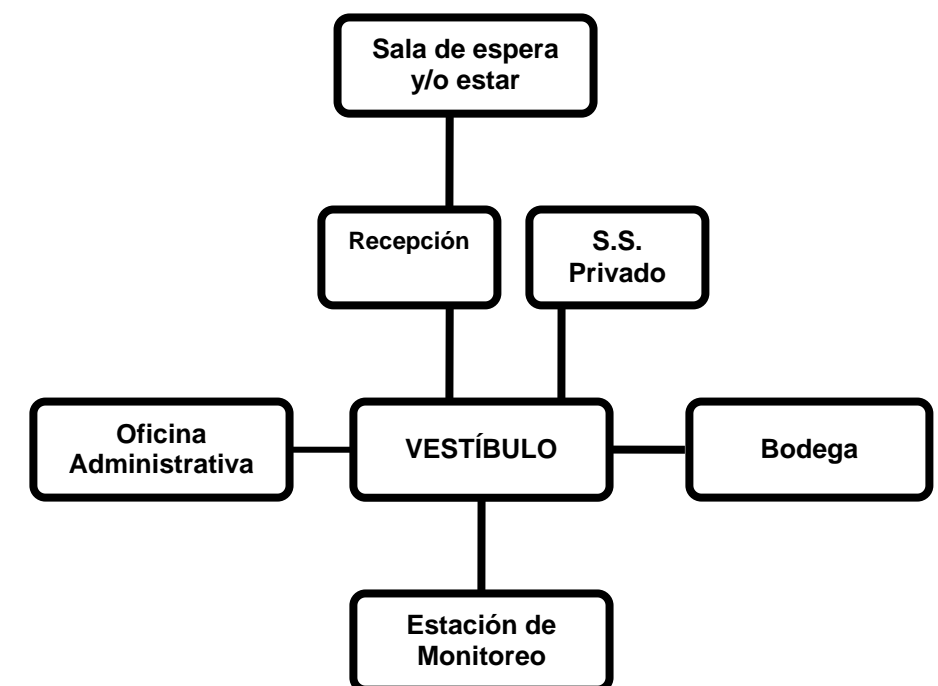 Sala de espera
y/o estar
Recepción
S.S.
Privado
Oficina
Administrativa
VESTÍBULO
Bodega
Estación de
Monitoreo